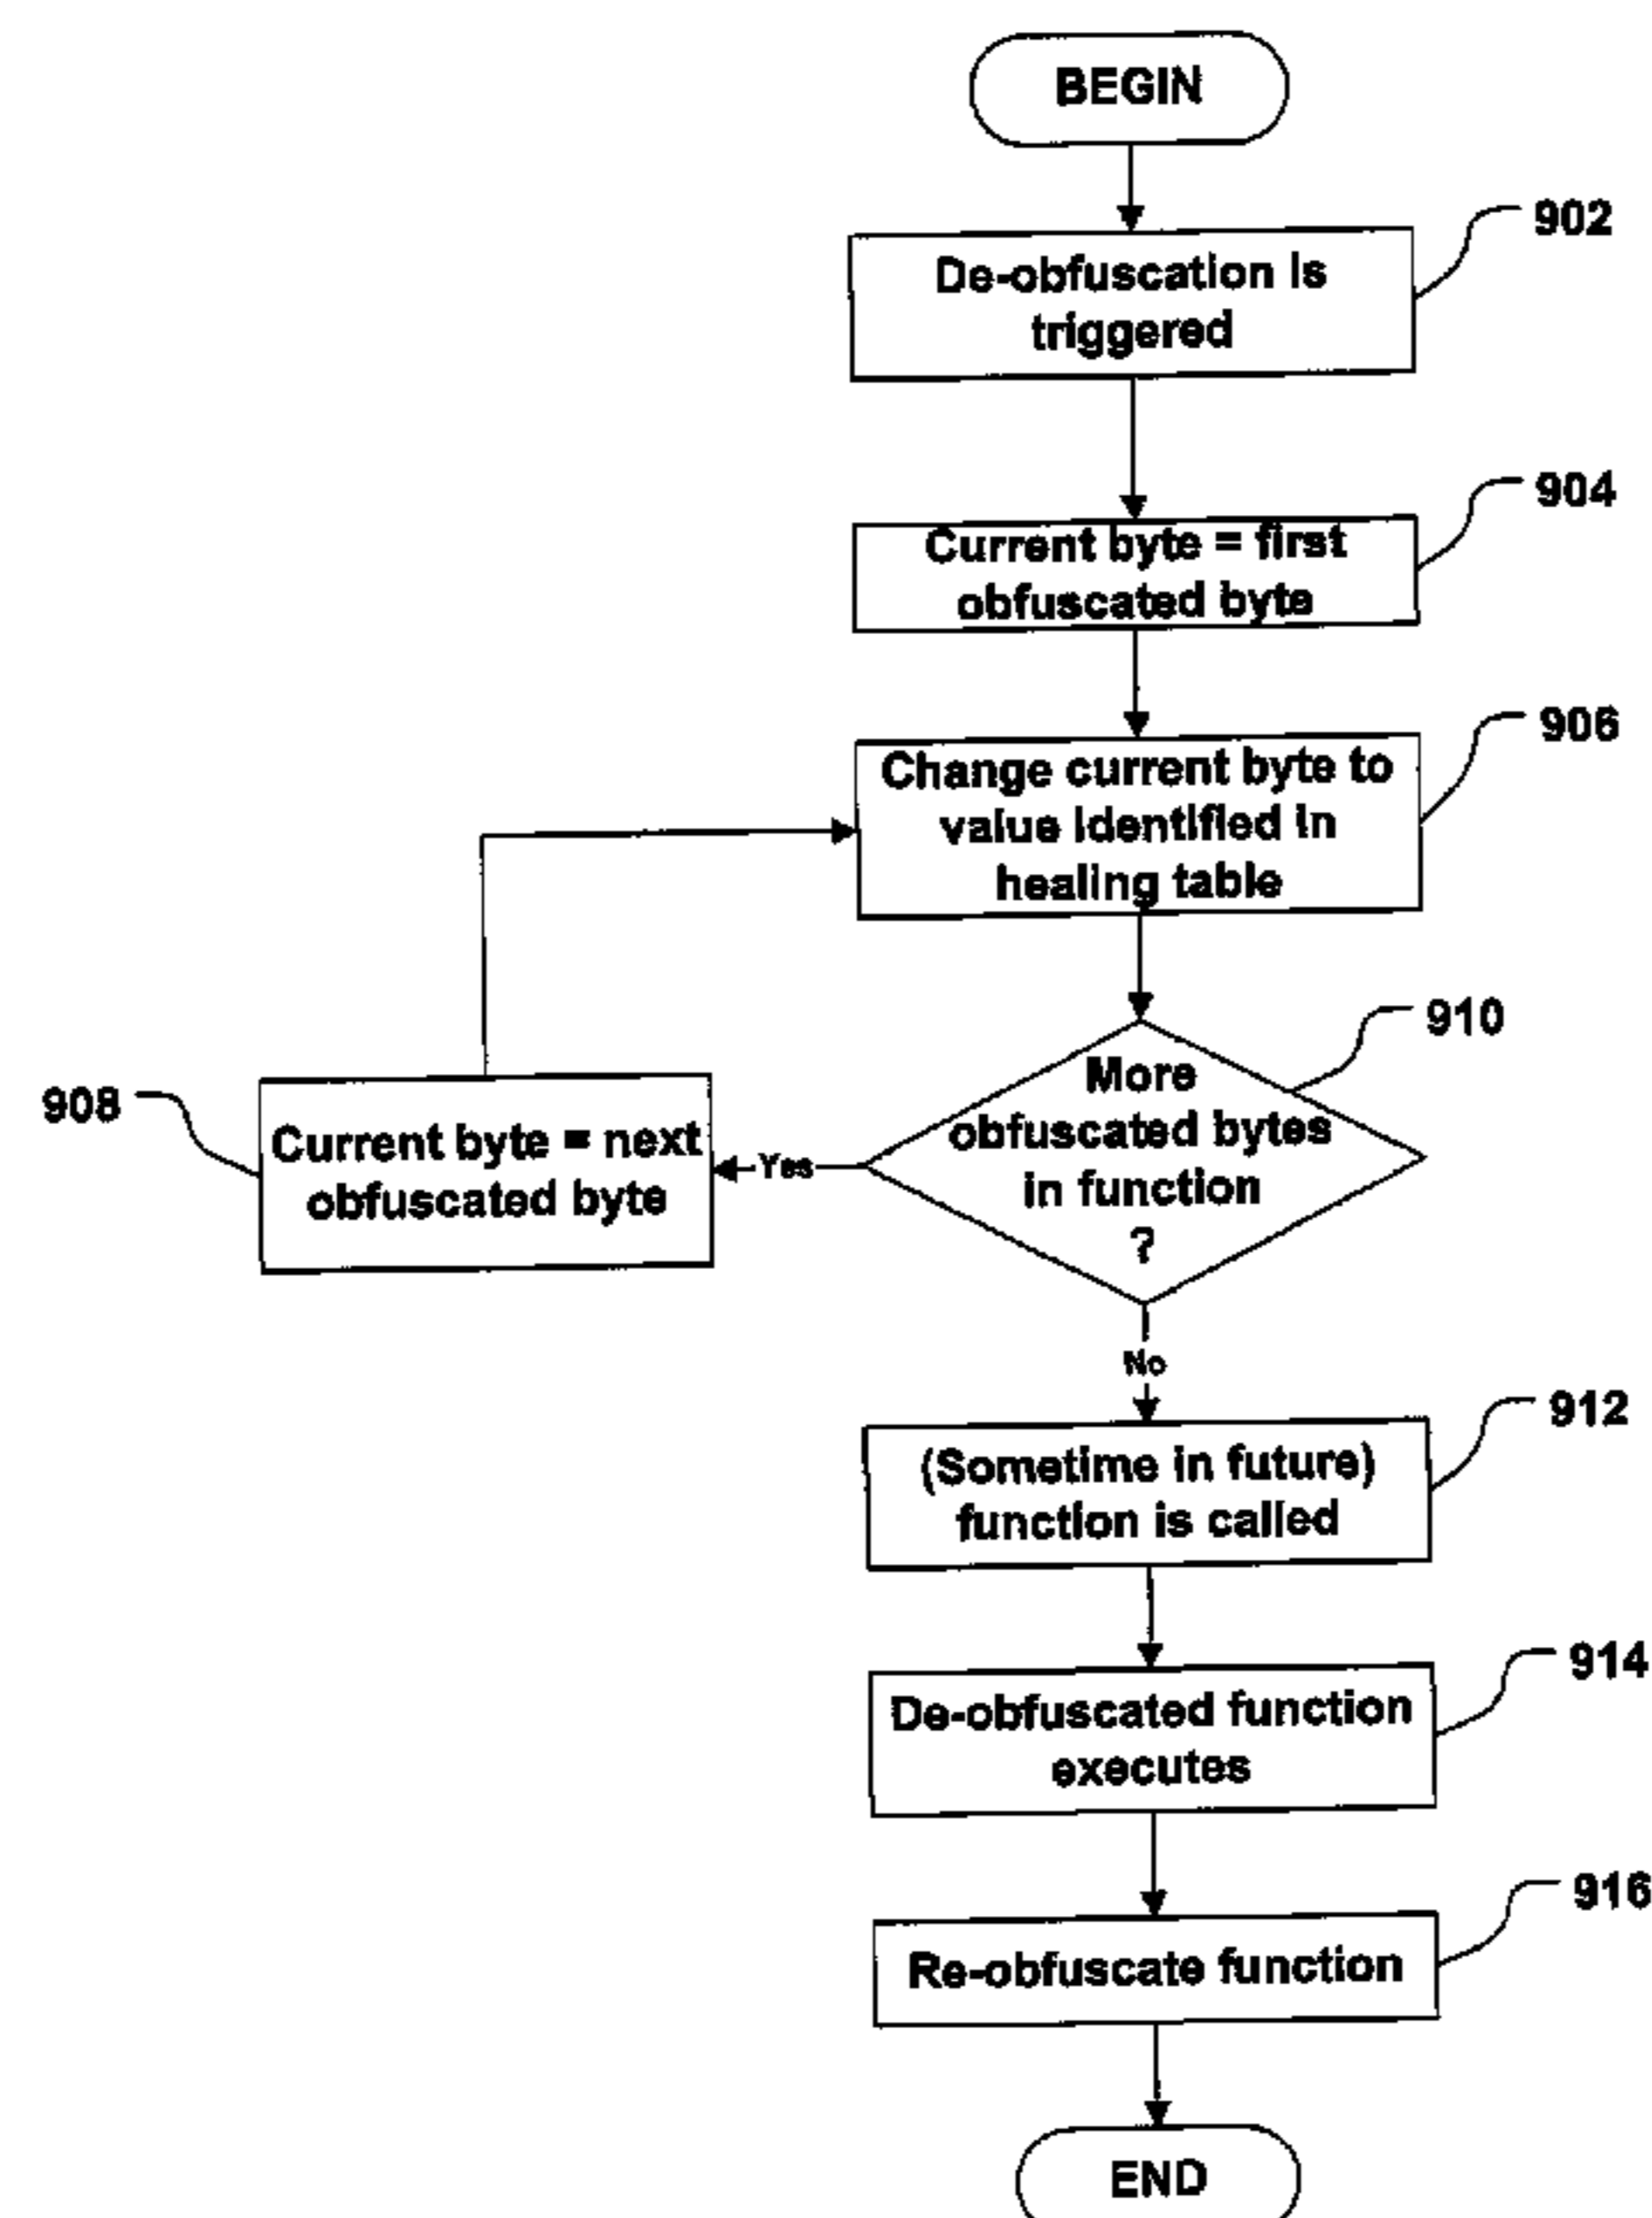 BEGIN
902
De-obfuscation is
triggered
904
Current byte = first
obfuscated byte
906
Change current byte to
value identified in
healing table
910
More
obfuscated bytes
in function
?
908
Current byte = next
obfuscated byte
Yes
No
912
(Sometime in future)
function is called
914
De-obfuscated function
executes
916
Re-obfuscate function
END